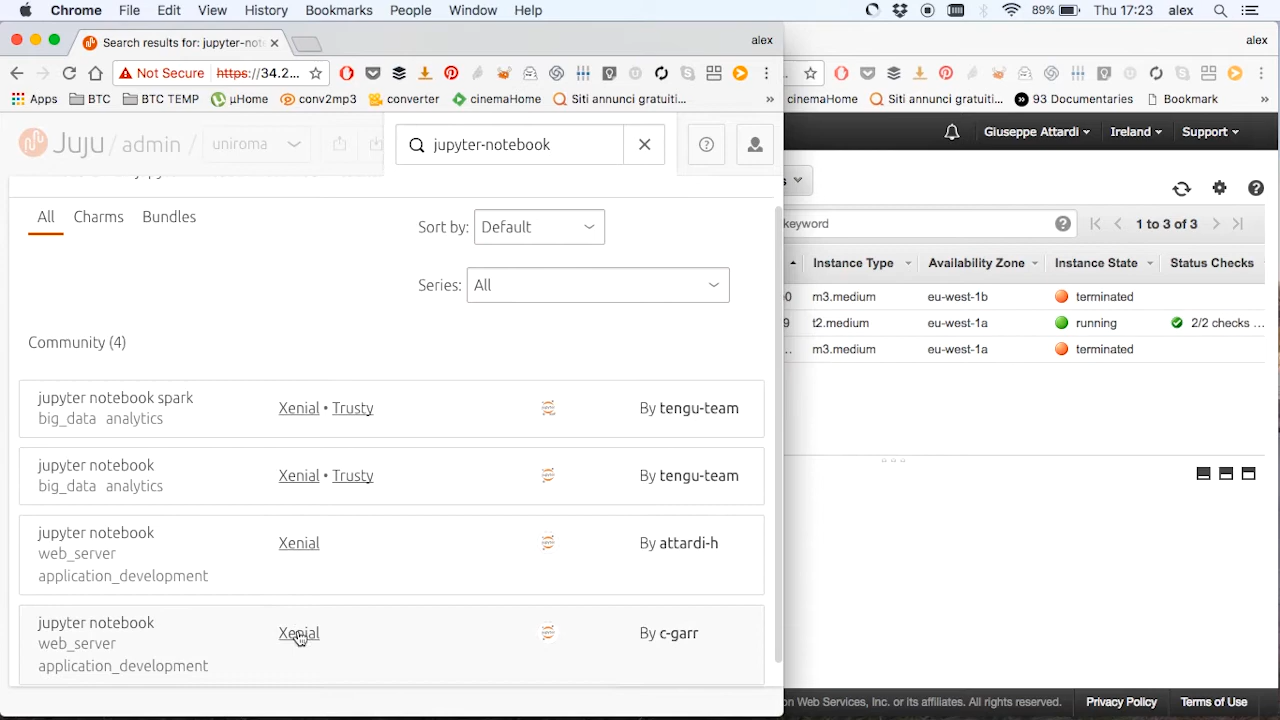 Chrome File Edit View History Bookmarks People Window Help 89% Thu 17:23 alex
Search results for: jupyter-not alex
Not Secure https://34.2...
Apps BTC BTC TEMP µHome conv2mp3 converter cinemaHome Siti annunci gratuiti... »
Juju / admin / uniroma jupyter-notebook
All Charms Bundles
Sort by: Default
Series: All
Community (4)
jupyter notebook spark
big_data analytics
Xenial • Trusty
By tengu-team
jupyter notebook
big_data analytics
Xenial • Trusty
By tengu-team
jupyter notebook
web_server
application_development
Xenial
By attardi-h
jupyter notebook
web_server
application_development
Xenial
By c-garr
alex
cinemaHome Siti annunci gratuiti... 93 Documentaries Bookmark »
Giuseppe Attardi Ireland Support
keyword 1 to 3 of 3
Instance Type Availability Zone Instance State Status Checks
0 m3.medium eu-west-1b terminated
9 t2.medium eu-west-1a running 2/2 checks ...
... m3.medium eu-west-1a terminated
on Web Services, Inc. or its affiliates. All rights reserved. Privacy Policy Terms of Use